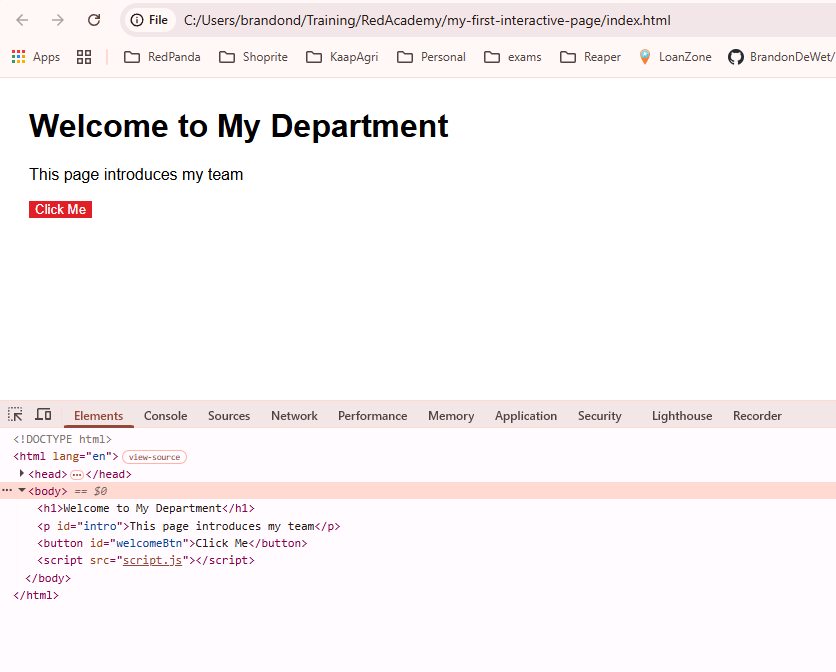 File C:/Users/brandond/Training/RedAcademy/my-first-interactive-page/index.html
Apps RedPanda Shoprite KaapAgri Personal exams Reaper LoanZone BrandonDeWet/
Welcome to My Department
This page introduces my team
Click Me
Elements Console Sources Network Performance Memory Application Security Lighthouse Recorder
<!DOCTYPE html>
<html lang="en"> view-source
<head> ⋯ </head>
⋯ <body> == $0
<h1>Welcome to My Department</h1>
<p id="intro">This page introduces my team</p>
<button id="welcomeBtn">Click Me</button>
<script src="script.js"></script>
</body>
</html>